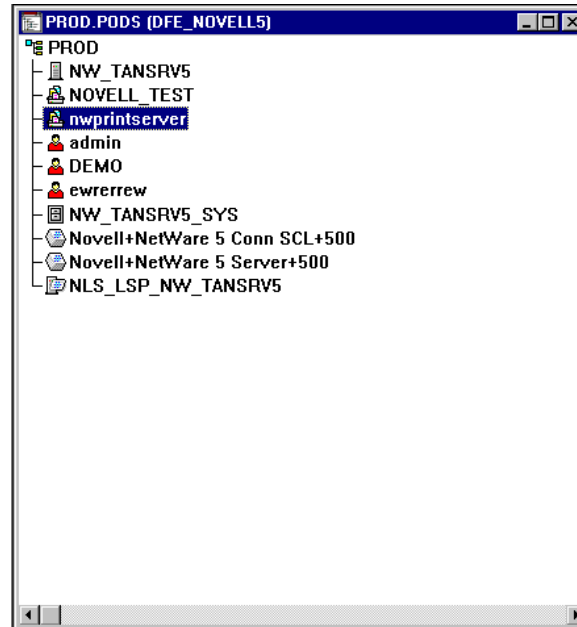 PROD.PODS (DFE_NOVELL5)
PROD
NW_TANSRV5
NOVELL_TEST
nwprintserver
admin
DEMO
ewrerrew
NW_TANSRV5_SYS
Novell+NetWare 5 Conn SCL+500
Novell+NetWare 5 Server+500
NLS_LSP_NW_TANSRV5